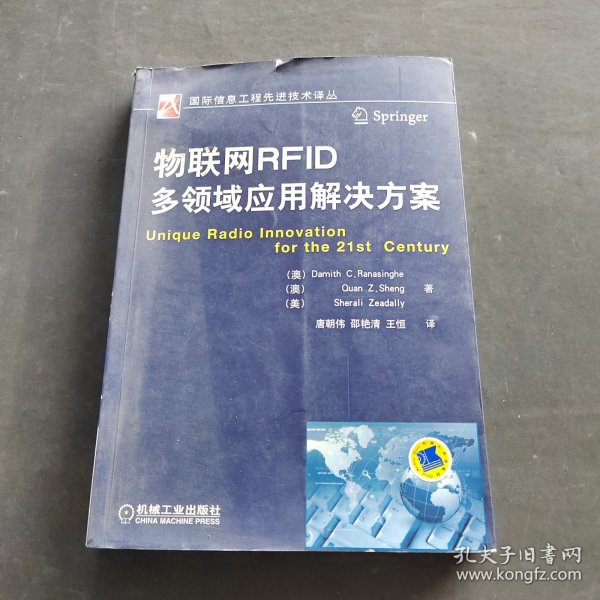 国际信息工程先进技术译丛
Springer
物联网RFID
多领域应用解决方案
Unique Radio Innovation
for the 21st Century
(澳) Damith C.Ranasinghe
(澳) Quan Z.Sheng 著
(美) Sherali Zeadally
唐朝伟 邵艳清 王恒 译
机械工业出版社
CHINA MACHINE PRESS
孔夫子旧书网
www.kongfz.com